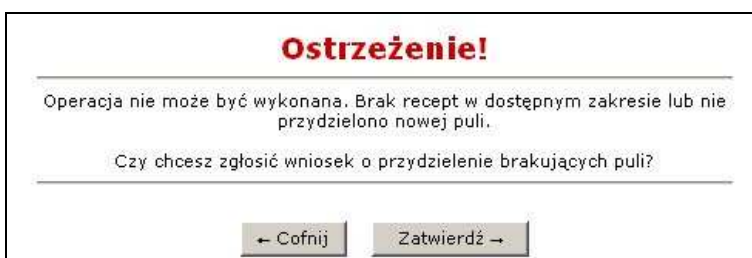 Ostrzeżenie!
Operacja nie może być wykonana. Brak recept w dostępnym zakresie lub nie
przydzielono nowej puli.
Czy chcesz zgłosić wniosek o przydzielenie brakujących puli?
← Cofnij Zatwierdź →